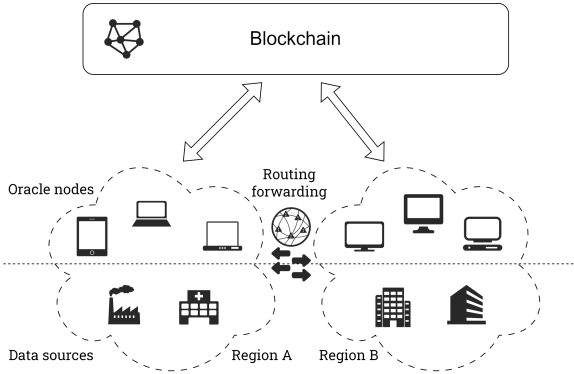 Blockchain
Oracle nodes
Routing
forwarding
Data sources
Region A
Region B